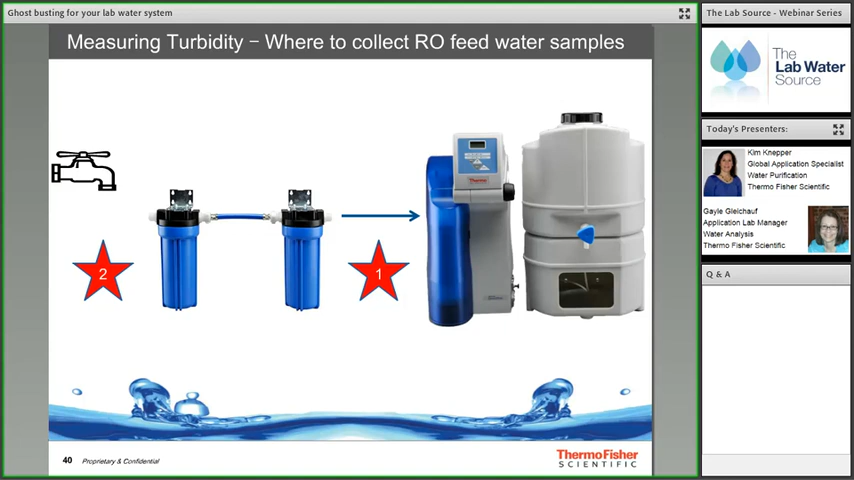 Ghost busting for your lab water system
Measuring Turbidity – Where to collect RO feed water samples
2
1
Thermo
40 Proprietary & Confidential
ThermoFisher
SCIENTIFIC
The Lab Source - Webinar Series
The
Lab Water
Source
Today's Presenters:
Kim Knepper
Global Application Specialist
Water Purification
Thermo Fisher Scientific
Gayle Gleichauf
Application Lab Manager
Water Analysis
Thermo Fisher Scientific
Q & A